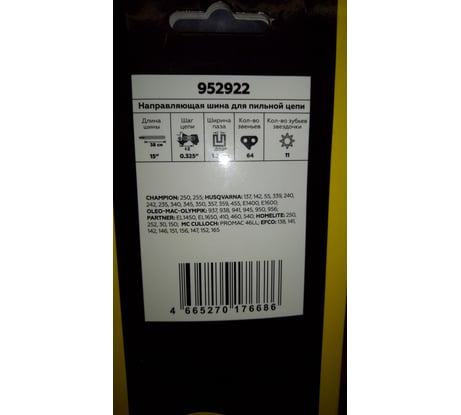 952922
Направляющая шина для пильной цепи
Длина шины Шаг цепи Ширина паза Кол-во звеньев Кол-во зубьев звездочки
38 см
15" 0.325" 64 11
CHAMPION: 250, 255; HUSQVARNA: 137, 142, 55, 339, 240,
242, 235, 340, 345, 350, 357, 359, 455, E1400, E1600;
OLEO-MAC-OLYMPIK: 937, 938, 941, 945, 950, 956;
PARTNER: EL1450, EL1650, 410, 460, 540; HOMELITE: 250,
252, 30, 150; MC CULLOCH: PROMAC 46LL; EFCO: 138, 141,
142, 146, 151, 156, 147, 152, 165
4 665270 176686